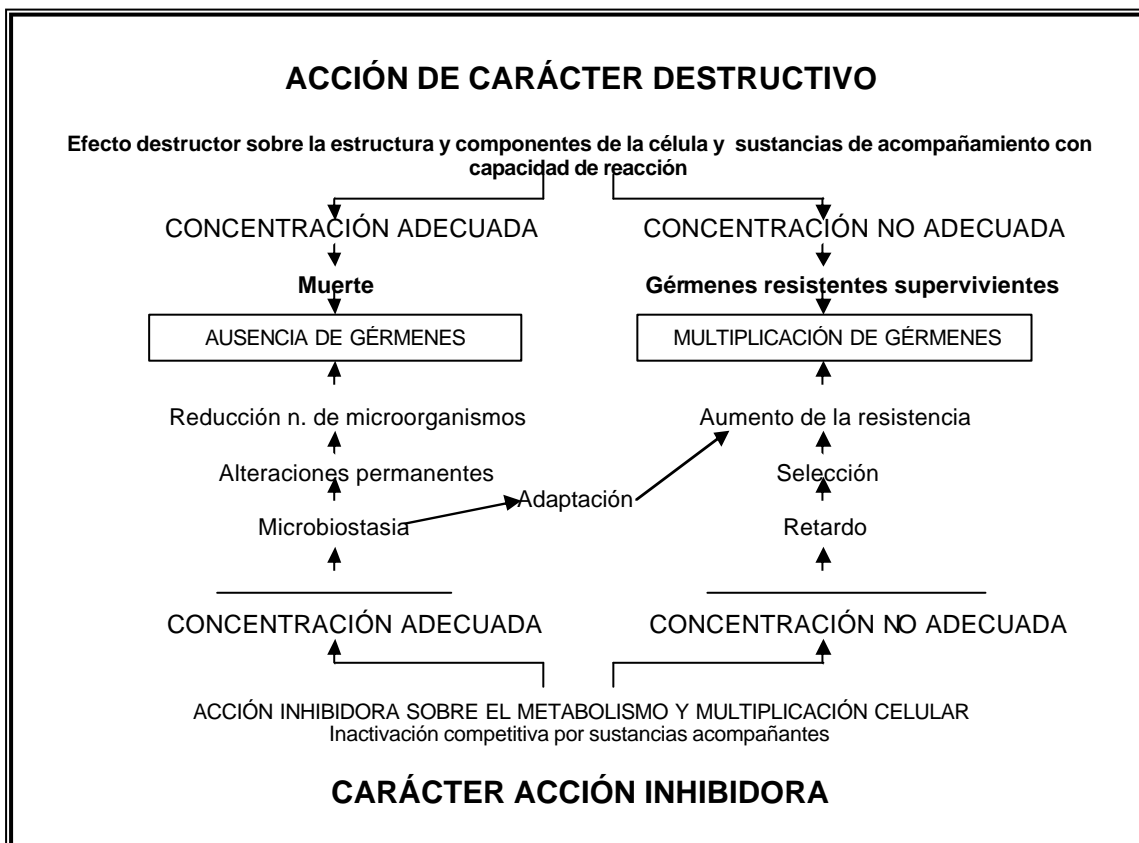 ACCIÓN DE CARÁCTER DESTRUCTIVO
Efecto destructor sobre la estructura y componentes de la célula y sustancias de acompañamiento con
capacidad de reacción
CONCENTRACIÓN ADECUADA
CONCENTRACIÓN NO ADECUADA
Muerte
Gérmenes resistentes supervivientes
AUSENCIA DE GÉRMENES
MULTIPLICACIÓN DE GÉRMENES
Reducción n. de microorganismos
Aumento de la resistencia
Alteraciones permanentes
Selección
Adaptación
Microbiostasia
Retardo
CONCENTRACIÓN ADECUADA
CONCENTRACIÓN NO ADECUADA
ACCIÓN INHIBIDORA SOBRE EL METABOLISMO Y MULTIPLICACIÓN CELULAR
Inactivación competitiva por sustancias acompañantes
CARÁCTER ACCIÓN INHIBIDORA